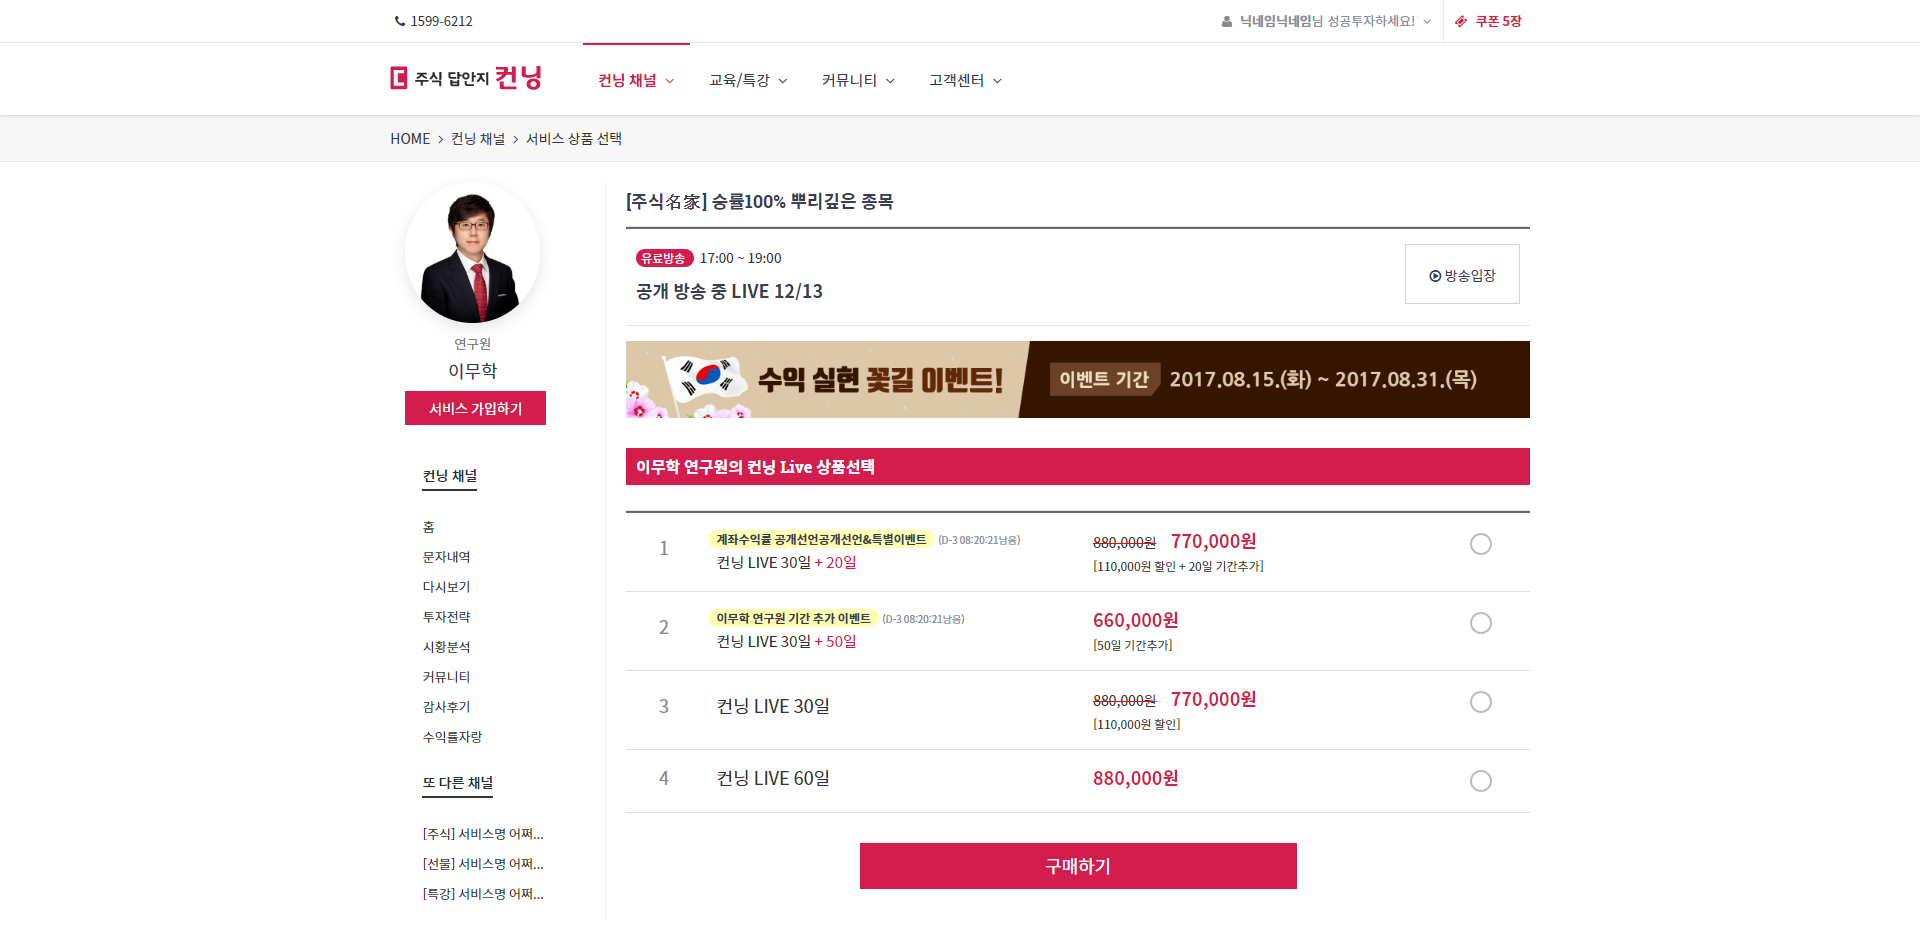 1599-6212
닉네임닉네임님 성공투자하세요!
쿠폰 5장
주식 답안지 컨닝
컨닝 채널
교육/특강
커뮤니티
고객센터
HOME > 컨닝 채널 > 서비스 상품 선택
연구원
이무학
서비스 가입하기
컨닝 채널
홈
문자내역
다시보기
투자전략
시황분석
커뮤니티
감사후기
수익률자랑
또 다른 채널
[주식] 서비스명 어쩌...
[선물] 서비스명 어쩌...
[특강] 서비스명 어쩌...
[주식名家] 승률100% 뿌리깊은 종목
유료방송 17:00 ~ 19:00
공개 방송 중 LIVE 12/13
방송입장
수익 실현 꽃길 이벤트!
이벤트 기간 2017.08.15.(화) ~ 2017.08.31.(목)
이무학 연구원의 컨닝 Live 상품선택
1
계좌수익률 공개선언공개선언&특별이벤트 (D-3 08:20:21남음)
컨닝 LIVE 30일 + 20일
880,000원 770,000원
[110,000원 할인 + 20일 기간추가]
2
이무학 연구원 기간 추가 이벤트 (D-3 08:20:21남음)
컨닝 LIVE 30일 + 50일
660,000원
[50일 기간추가]
3
컨닝 LIVE 30일
880,000원 770,000원
[110,000원 할인]
4
컨닝 LIVE 60일
880,000원
구매하기